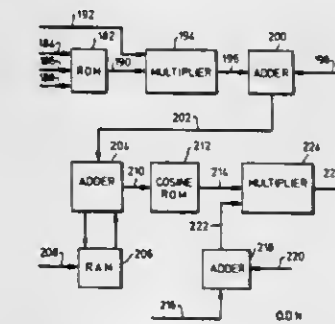 192
184 182 194 200
186 ROM 190 MULTIPLIER 196 ADDER 198
188
202
204 212 224
ADDER 210 COSINE ROM 214 MULTIPLIER
222
208 RAM 206 218
ADDER 220
216